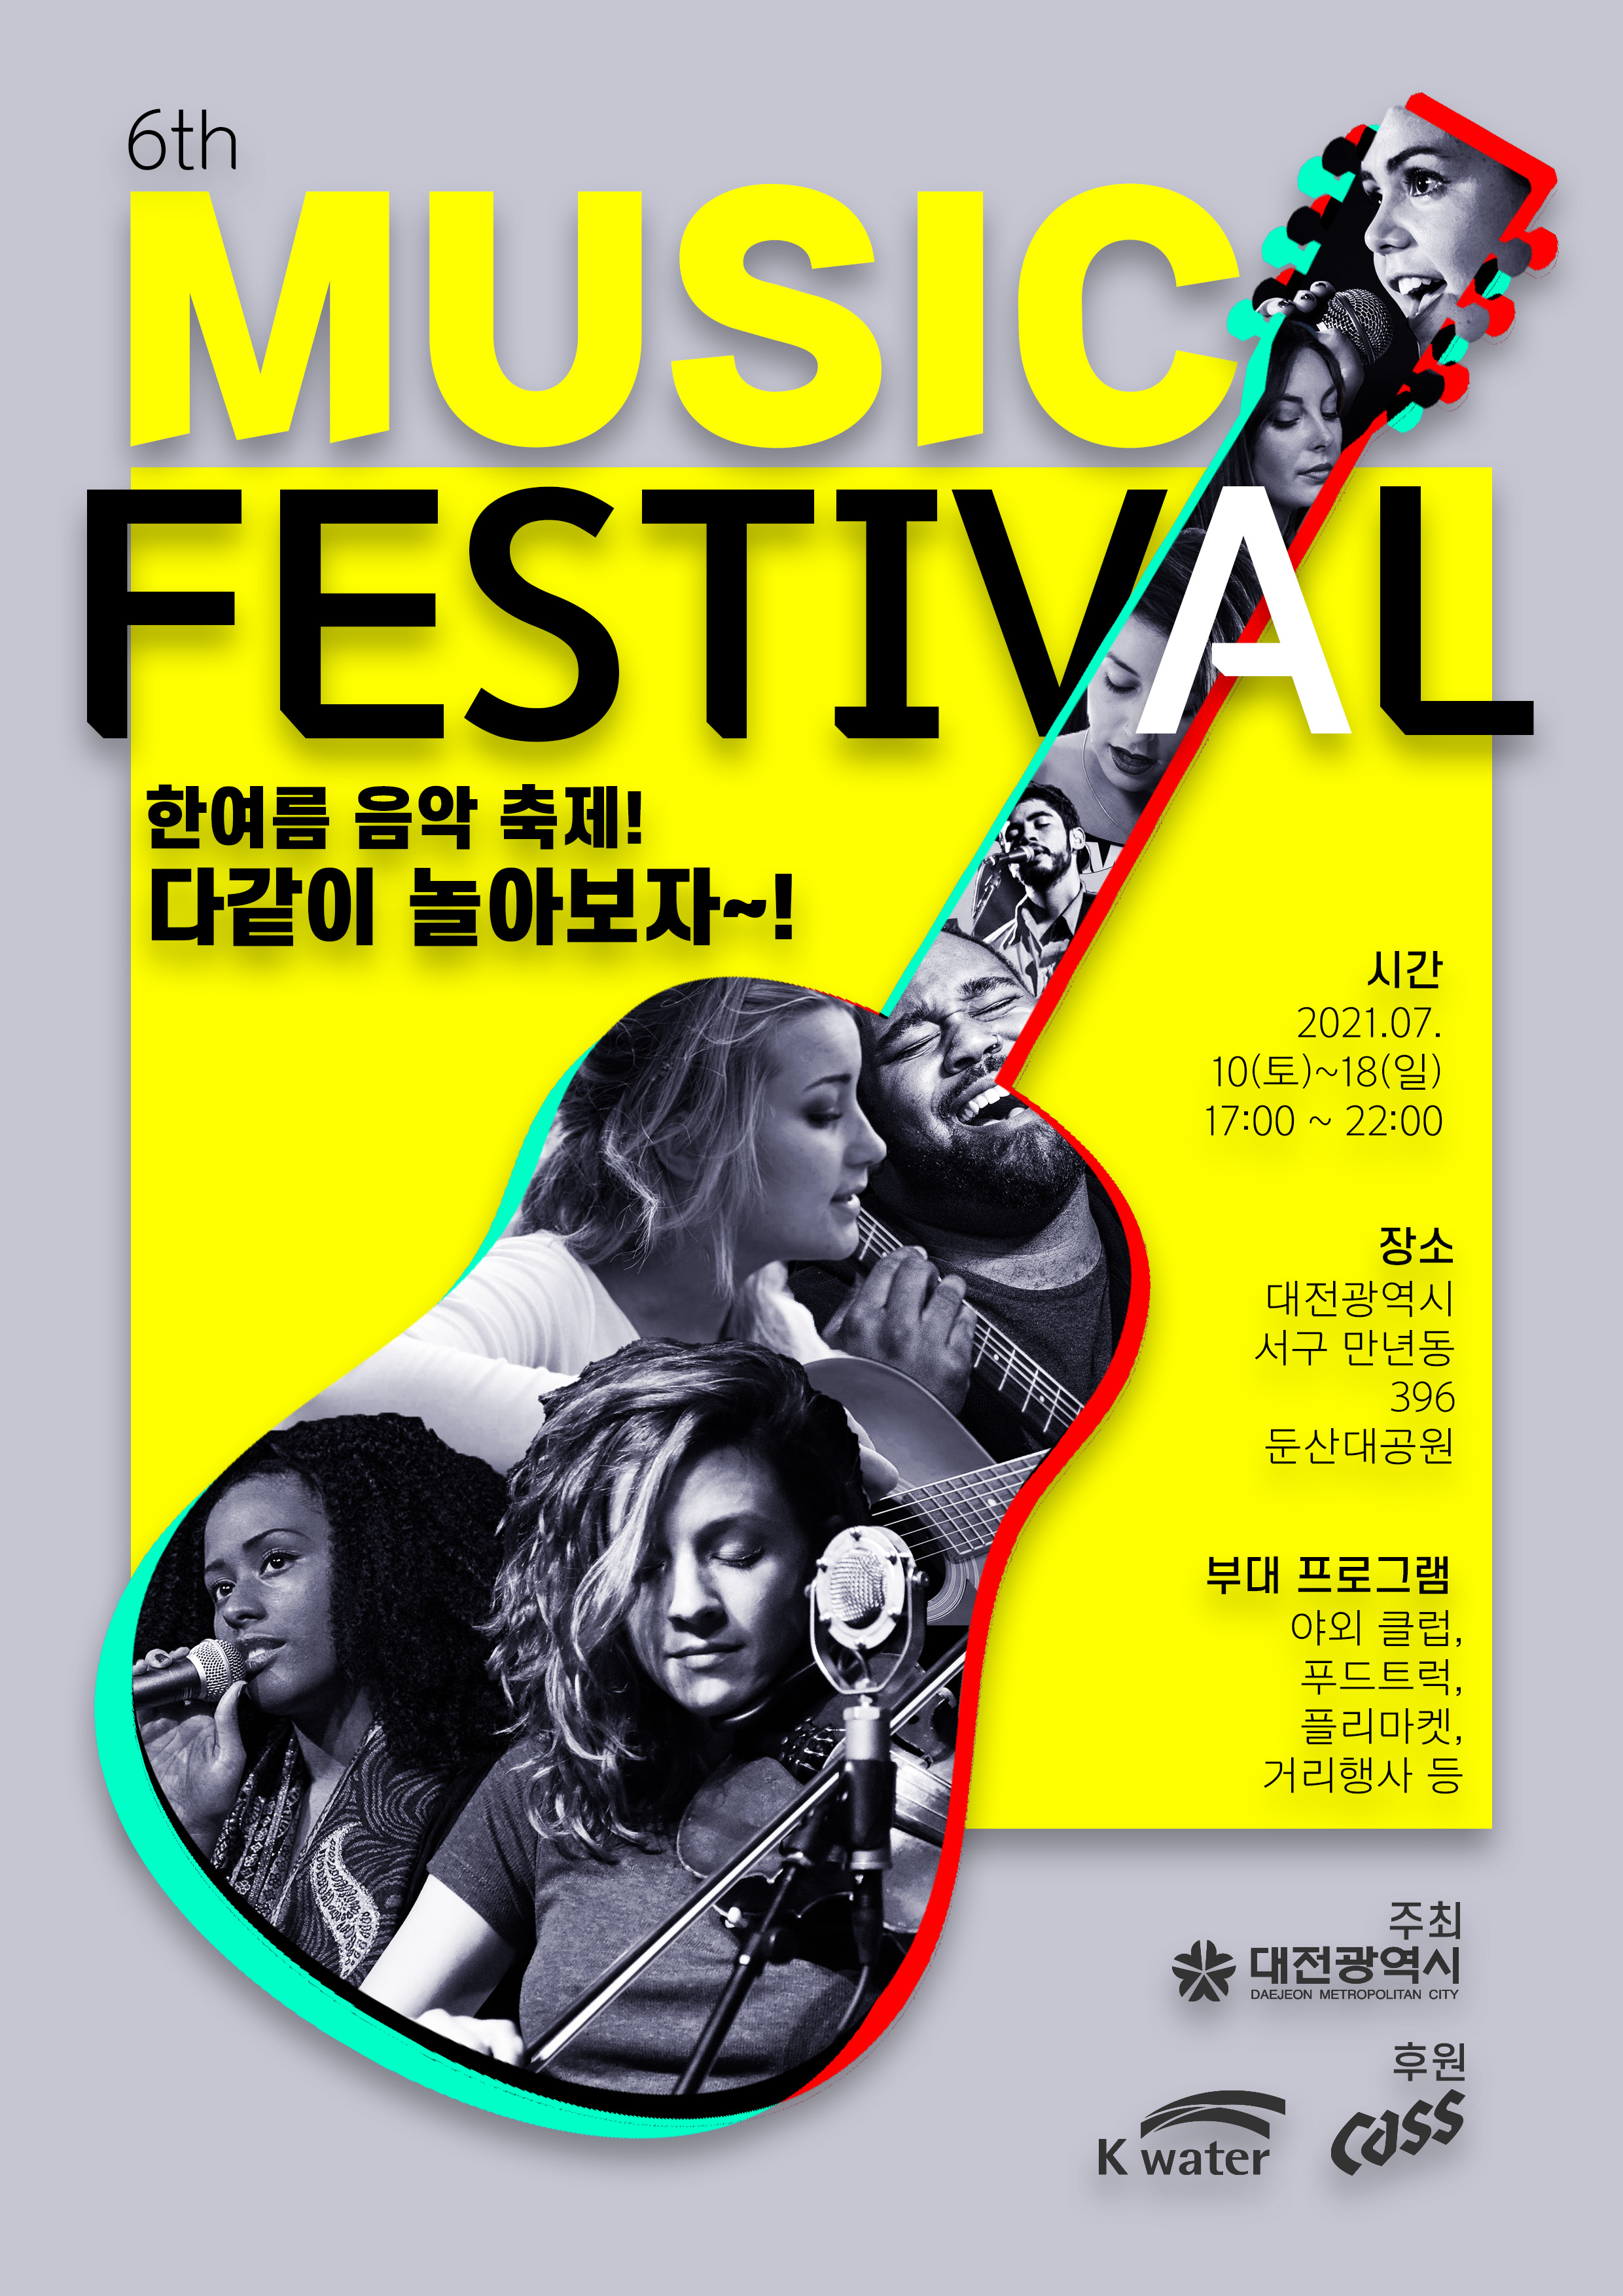 6th
MUSIC
FESTIVAL
한여름 음악 축제!
다같이 놀아보자~!
시간
2021.07.
10(토)~18(일)
17:00 ~ 22:00
장소
대전광역시
서구 만년동
396
둔산대공원
부대 프로그램
야외 클럽,
푸드트럭,
플리마켓,
거리행사 등
주최
대전광역시
DAEJEON METROPOLITAN CITY
후원
K water
cass